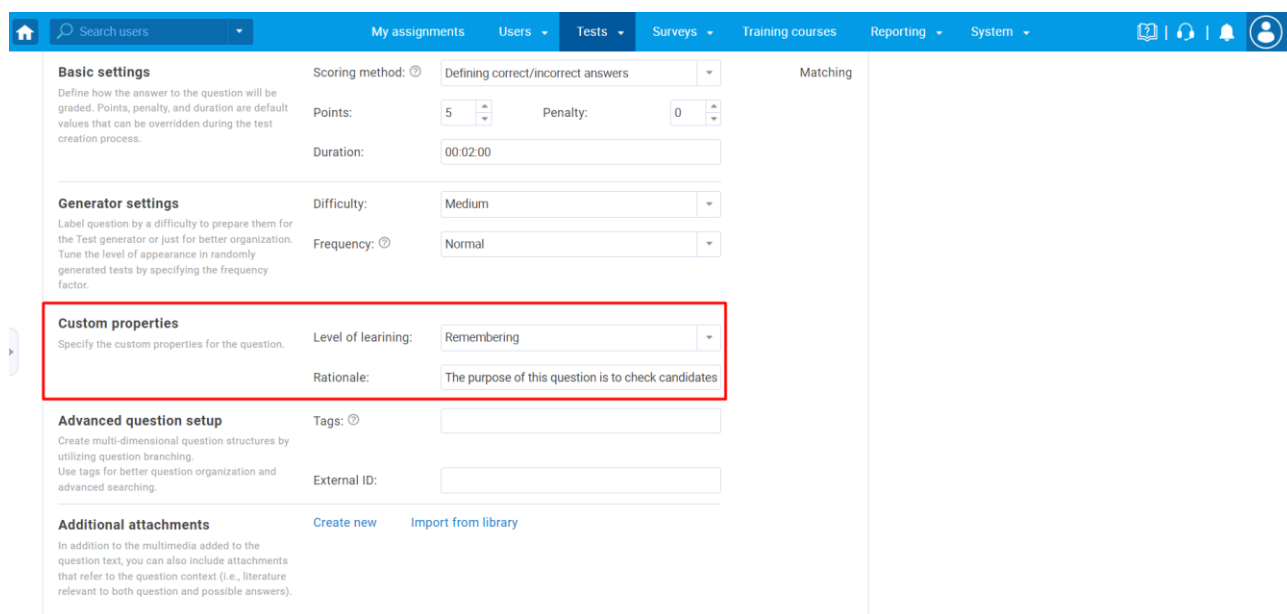 Search users
My assignments
Users
Tests
Surveys
Training courses
Reporting
System
Basic settings
Define how the answer to the question will be
graded. Points, penalty, and duration are default
values that can be overridden during the test
creation process.
Scoring method:
Defining correct/incorrect answers
Points:
5
Penalty:
0
Duration:
00:02:00
Matching
Generator settings
Label question by a difficulty to prepare them for
the Test generator or just for better organization.
Tune the level of appearance in randomly
generated tests by specifying the frequency
factor.
Difficulty:
Medium
Frequency:
Normal
Custom properties
Specify the custom properties for the question.
Level of learining:
Remembering
Rationale:
The purpose of this question is to check candidates
Advanced question setup
Create multi-dimensional question structures by
utilizing question branching.
Use tags for better question organization and
advanced searching.
Tags:
External ID:
Additional attachments
In addition to the multimedia added to the
question text, you can also include attachments
that refer to the question context (i.e., literature
relevant to both question and possible answers).
Create new
Import from library